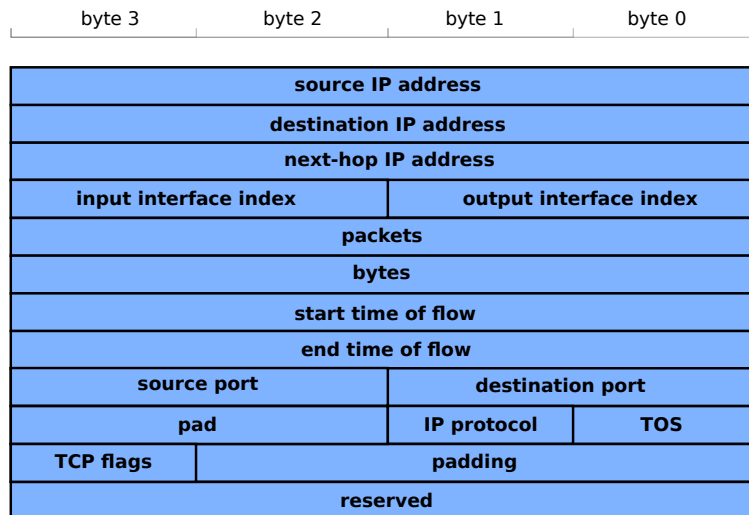 byte 3 byte 2 byte 1 byte 0
source IP address
destination IP address
next-hop IP address
input interface index output interface index
packets
bytes
start time of flow
end time of flow
source port destination port
pad IP protocol TOS
TCP flags padding
reserved